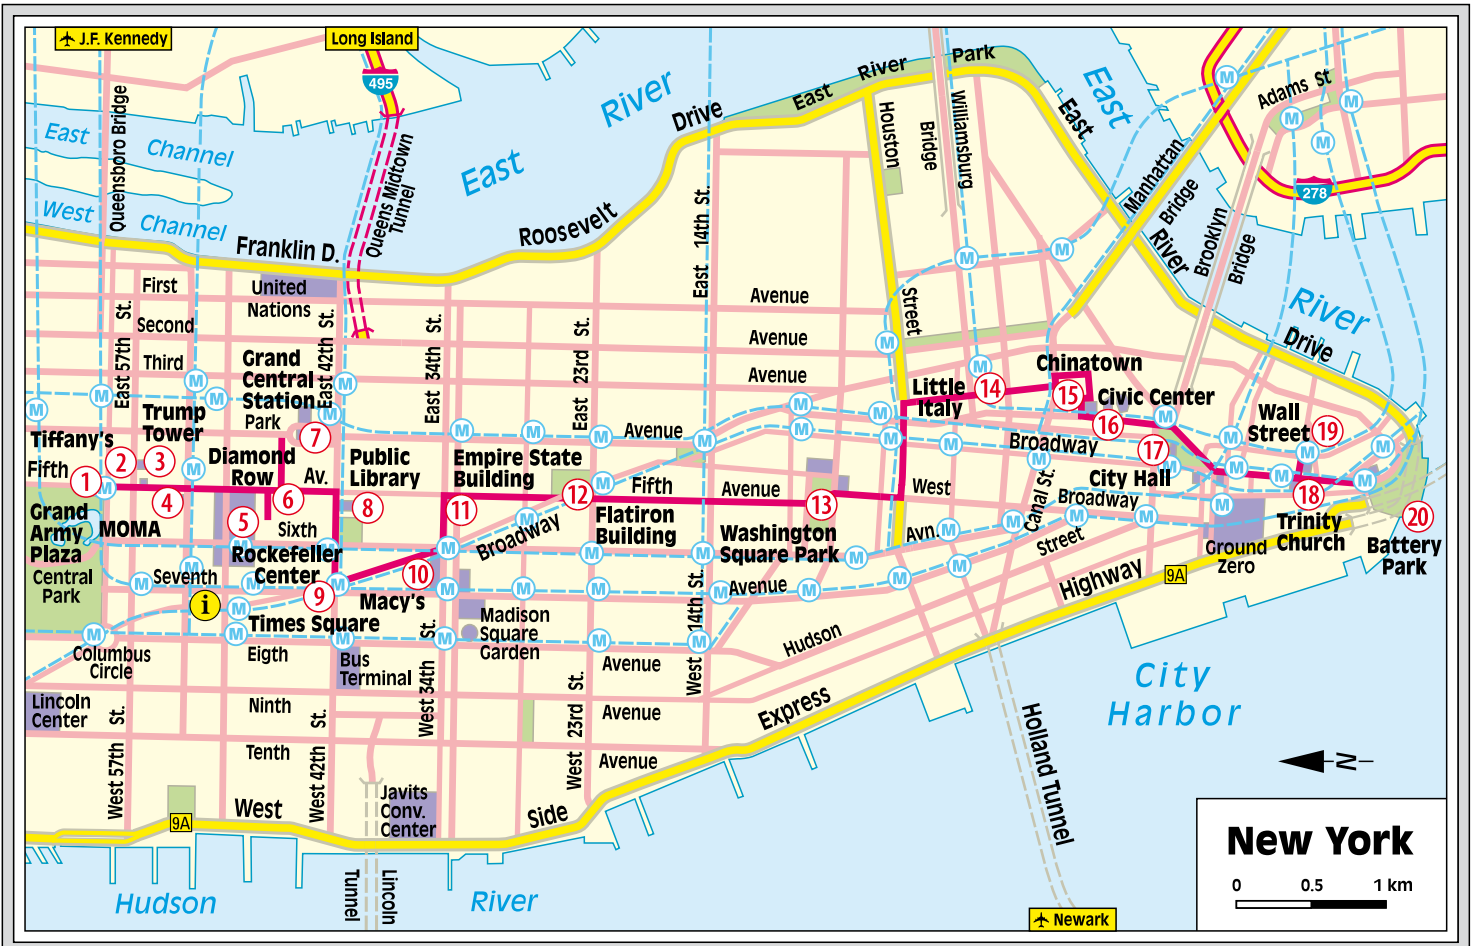 J.F. Kennedy
Long Island
495
East
Channel
West
Channel
Queensboro Bridge
Queens Midtown
Tunnel
East
River
Franklin D.
Roosevelt
Drive
East
River
Park
East
River
Drive
East
River
Houston
Street
Williamsburg
Bridge
Manhattan
Bridge
Brooklyn
Bridge
Adams St.
278
First
Avenue
Second
Avenue
Third
Avenue
United
Nations
East 57th St.
East 42th St.
East 34th St.
East 23rd St.
East 14th St.
Grand
Central
Station
Park
Avenue
Trump
Tower
Tiffany's
Diamond
Row
Public
Library
Empire State
Building
Flatiron
Building
Washington
Square Park
Little
Italy
Chinatown
Civic Center
Broadway
City Hall
Wall
Street
Fifth
Av.
Fifth
Avenue
West
Broadway
Canal St.
Grand
Army
Plaza
MOMA
Central
Park
Sixth
Avn.
Rockefeller
Center
Seventh
Avenue
Broadway
Macy's
Times Square
Madison
Square
Garden
Columbus
Circle
Eigth
Avenue
Bus
Terminal
Lincoln
Center
Ninth
Avenue
Tenth
Avenue
West 57th St.
West 42th St.
West 34th St.
West 23rd St.
West 14th St.
Hudson
Street
Trinity
Church
Ground
Zero
Battery
Park
West
Side
Express
Highway
9A
9A
Javits
Conv.
Center
Lincoln
Tunnel
Holland Tunnel
City
Harbor
Hudson
River
Newark
N
1
2
3
4
5
6
7
8
9
10
11
12
13
14
15
16
17
18
19
20
i
M
New York
0 0.5 1 km